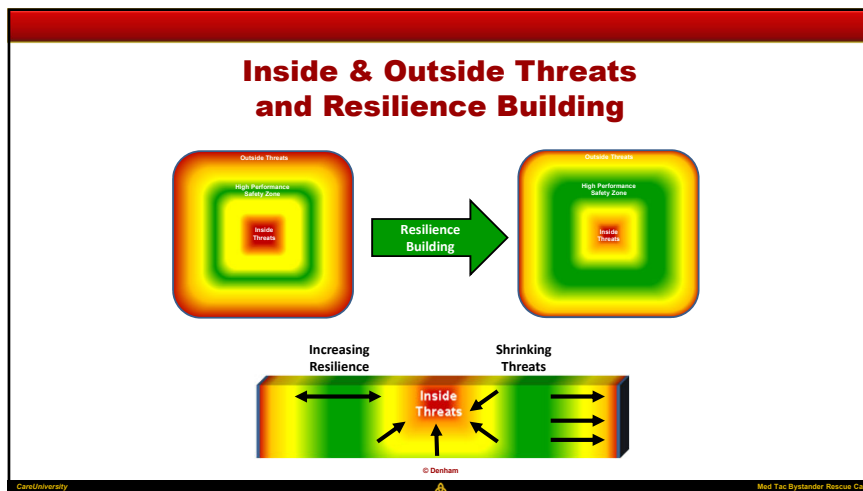 Inside & Outside Threats
and Resilience Building
Outside Threats
High Performance
Safety Zone
Inside
Threats
Resilience
Building
Outside Threats
High Performance
Safety Zone
Inside
Threats
Increasing
Resilience
Shrinking
Threats
Inside
Threats
© Denham
CareUniversity
Med Tac Bystander Rescue Ca